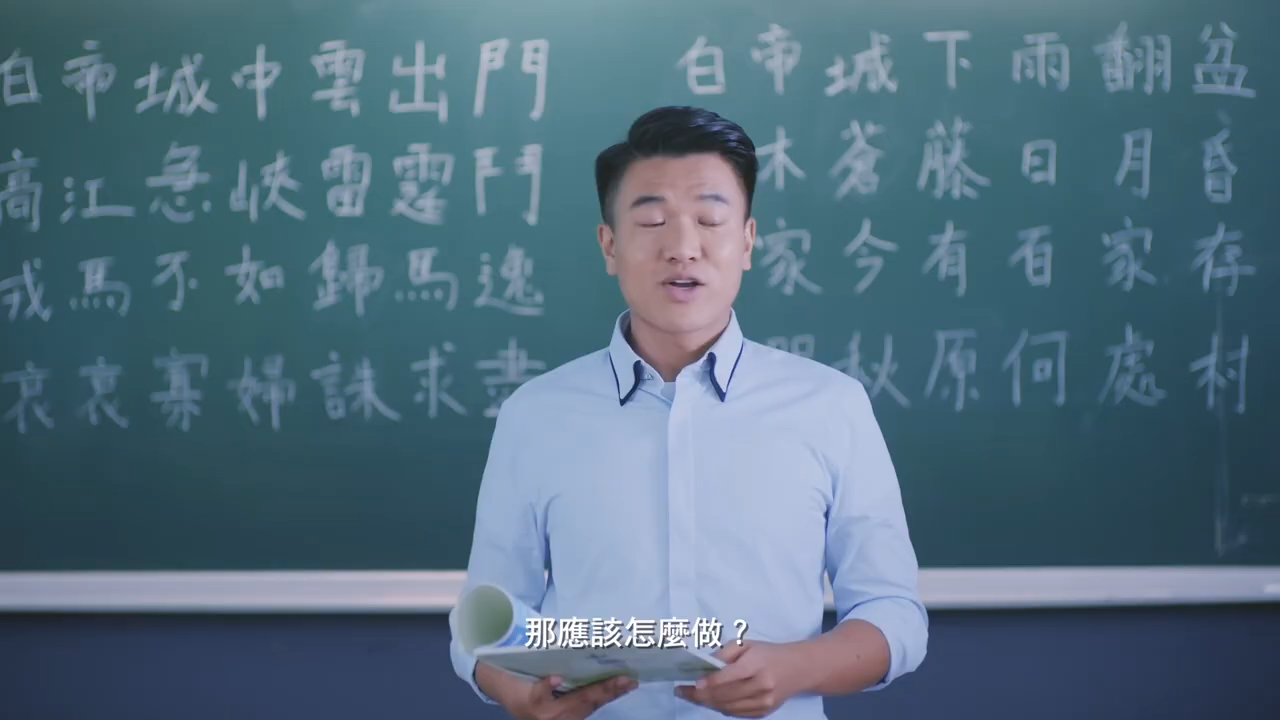 白帝城中雲出門 白帝城下雨翻盆
高江急峽雷霆鬥 木蒼藤日月昏
戎馬不如歸馬逸 家今有百家存
哀哀寡婦誅求盡 秋原何處村
那應該怎麼做？